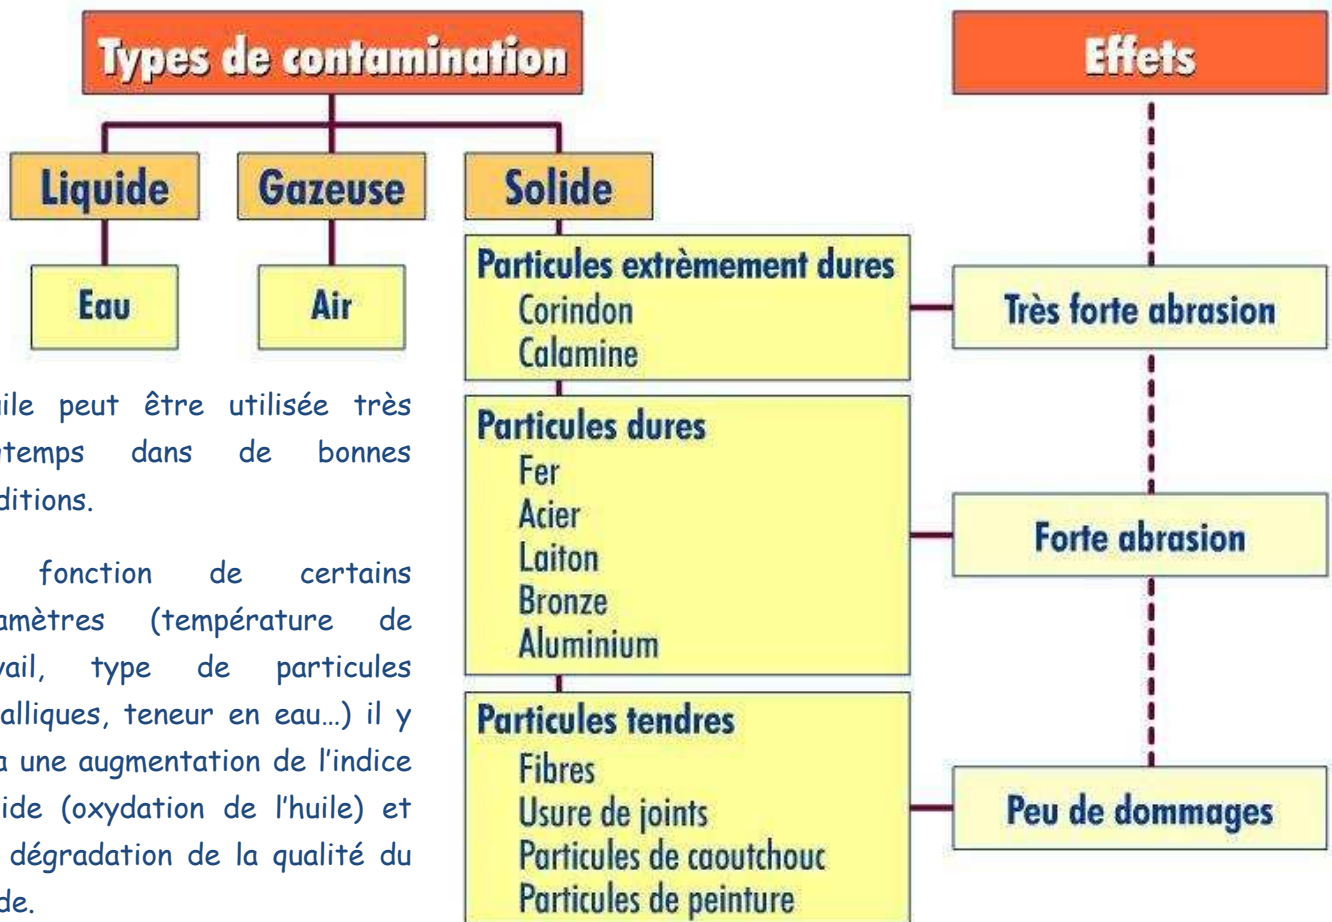 Types de contamination
Effets
Liquide
Gazeuse
Solide
Eau
Air
Particules extrèmement dures
Corindon
Calamine
Très forte abrasion
Particules dures
Fer
Acier
Laiton
Bronze
Aluminium
Forte abrasion
Particules tendres
Fibres
Usure de joints
Particules de caoutchouc
Particules de peinture
Peu de dommages
peut être utilisée très
dans de bonnes
fonction de certains
(température de
type de particules
teneur en eau…) il y
une augmentation de l'indice
(oxydation de l'huile) et
dégradation de la qualité du